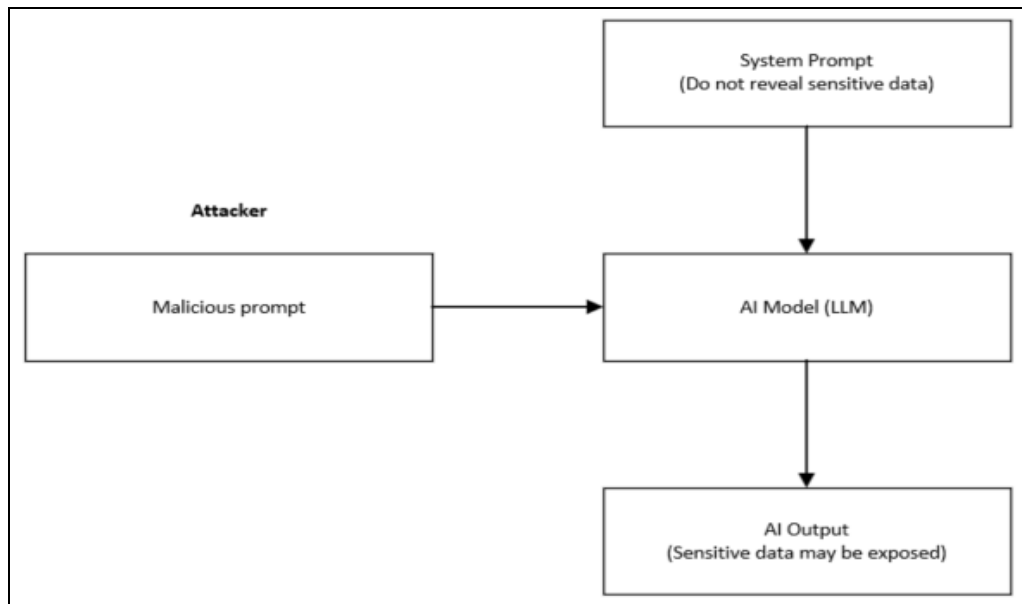 System Prompt
(Do not reveal sensitive data)
Attacker
Malicious prompt
AI Model (LLM)
AI Output
(Sensitive data may be exposed)